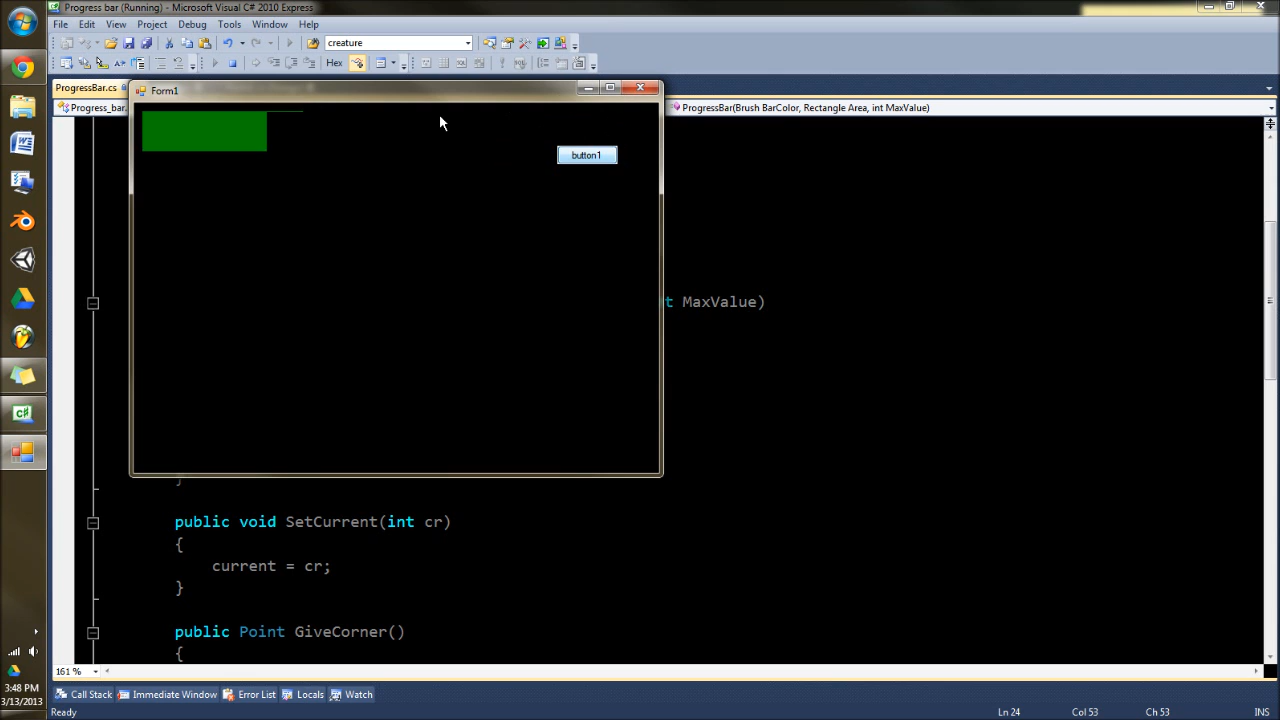 Progress bar (Running) - Microsoft Visual C# 2010 Express
File Edit View Project Debug Tools Window Help
creature
Hex
ProgressBar.cs
Form1
Progress_bar.
ProgressBar(Brush BarColor, Rectangle Area, int MaxValue)
button1
t MaxValue)
}
public void SetCurrent(int cr)
{
current = cr;
}
public Point GiveCorner()
{
161 %
Call Stack Immediate Window Error List Locals Watch
Ready Ln 24 Col 53 Ch 53 INS
3:48 PM
3/13/2013